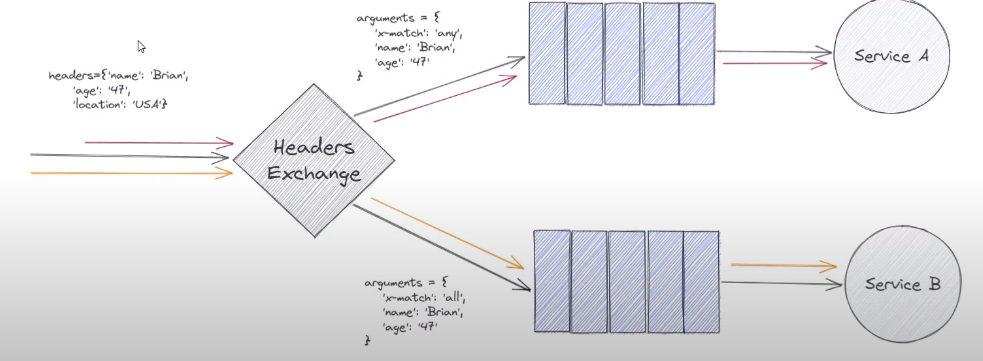 arguments = {
'x-match': 'any',
'name': 'Brian',
'age': '47'
}
headers={'name': 'Brian',
'age': '47',
'location': 'USA'}
Headers
Exchange
Service A
arguments = {
'x-match': 'all',
'name': 'Brian',
'age': '47'
}
Service B